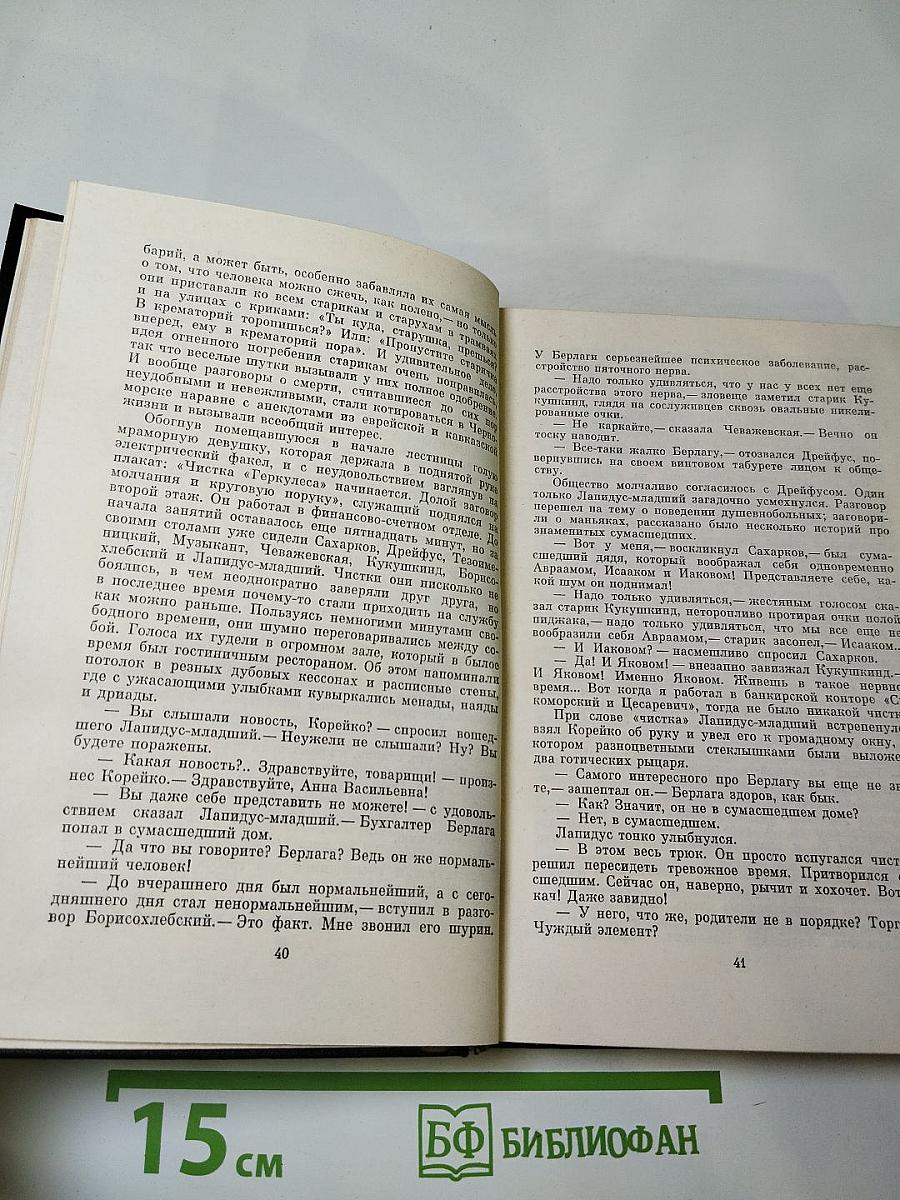 барий, а может быть, особенно забавляла их самая мысль
о том, что человека можно сжечь, как полено,— но только
они приставали ко всем старикам и старухам в трамваях
и на улицах с криками: «Ты куда, старушка, прешься?
В крематорий торопишься?» Или: «Пропустите старичка
вперед, ему в крематорий пора». И удивительное дело,
идея огненного погребения старикам очень понравилась,
так что веселые шутки вызывали у них полное одобрение.
И вообще разговоры о смерти, считавшиеся до сих пор
неудобными и невежливыми, стали котироваться в Черно-
морске наравне с анекдотами из еврейской и кавказской
жизни и вызывали всеобщий интерес.
Обогнув помещавшуюся в начале лестницы голую
мраморную девушку, которая держала в поднятой руке
электрический факел, и с неудовольствием взглянув на
плакат: «Чистка «Геркулеса» начинается. Долой заговор
молчания и круговую поруку», служащий поднялся на
второй этаж. Он работал в финансово-счетном отделе. До
начала занятий оставалось еще пятнадцать минут, но за
своими столами уже сидели Сахарков, Дрейфус, Тезоиме-
ницкий, Музыкант, Чеважевская, Кукушкинд, Борисо-
хлебский и Лапидус-младший. Чистки они нисколько не
боялись, в чем неоднократно заверяли друг друга, но
в последнее время почему-то стали приходить на службу
как можно раньше. Пользуясь немногими минутами сво-
бодного времени, они шумно переговаривались между со-
бой. Голоса их гудели в огромном зале, который в былое
время был гостиничным рестораном. Об этом напоминали
потолок в резных дубовых кессонах и расписные стены,
где с ужасающими улыбками кувыркались менады, наяды
и дриады.
— Вы слышали новость, Корейко? — спросил вошед-
шего Лапидус-младший.— Неужели не слышали? Ну? Вы
будете поражены.
— Какая новость?.. Здравствуйте, товарищи! — произ-
нес Корейко.— Здравствуйте, Анна Васильевна!
— Вы даже себе представить не можете! — с удоволь-
ствием сказал Лапидус-младший.— Бухгалтер Берлага
попал в сумасшедший дом.
— Да что вы говорите? Берлага? Ведь он же нормаль-
нейший человек!
— До вчерашнего дня был нормальнейший, а с сего-
дняшнего дня стал ненормальнейшим,— вступил в разго-
вор Борисохлебский.— Это факт. Мне звонил его шурин.
40
У Берлаги серьезнейшее психическое заболевание, рас-
стройство пяточного нерва.
— Надо только удивляться, что у нас у всех нет еще
расстройства этого нерва,— зловеще заметил старик Ку-
кушкинд, глядя на сослуживцев сквозь овальные никели-
рованные очки.
— Не каркайте,— сказала Чеважевская.— Вечно он
тоску наводит.
— Все-таки жалко Берлагу,— отозвался Дрейфус, по-
вернувшись на своем винтовом табурете лицом к обще-
ству.
Общество молчаливо согласилось с Дрейфусом. Один
только Лапидус-младший загадочно усмехнулся. Разговор
перешел на тему о поведении душевнобольных; заговори-
ли о маньяках, рассказано было несколько историй про
знаменитых сумасшедших.
— Вот у меня,— воскликнул Сахарков,— был сума-
сшедший дядя, который воображал себя одновременно
Авраамом, Исааком и Иаковом! Представляете себе, ка-
кой шум он поднимал!
— Надо только удивляться,— жестяным голосом ска-
зал старик Кукушкинд, неторопливо протирая очки полой
пиджака,— надо только удивляться, что мы все еще не
вообразили себя Авраамом,— старик засопел,— Исааком..
— И Иаковом? — насмешливо спросил Сахарков.
— Да! И Яковом! — внезапно завизжал Кукушкинд.—
И Яковом! Именно Яковом. Живешь в такое нервно
время... Вот когда я работал в банкирской конторе «С
коморский и Цесаревич», тогда не было никакой чистк
При слове «чистка» Лапидус-младший встрепенулс
взял Корейко об руку и увел его к громадному окну,
котором разноцветными стеклышками были выложе
два готических рыцаря.
— Самого интересного про Берлагу вы еще не зн
те,— зашептал он.— Берлага здоров, как бык.
— Как? Значит, он не в сумасшедшем доме?
— Нет, в сумасшедшем.
Лапидус тонко улыбнулся.
— В этом весь трюк. Он просто испугался чист
решил пересидеть тревожное время. Притворился с
сшедшим. Сейчас он, наверно, рычит и хохочет. Вот
кач! Даже завидно!
— У него, что же, родители не в порядке? Торг
Чуждый элемент?
41
15 см
БФ БИБЛИОФАН